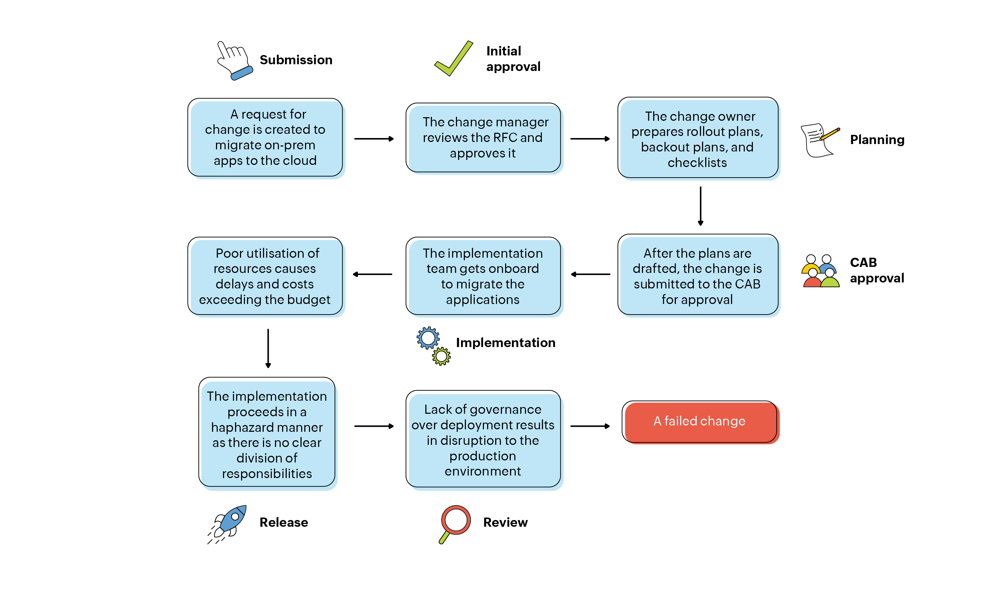 Submission
A request for
change is created to
migrate on-prem
apps to the cloud
Initial
approval
The change manager
reviews the RFC and
approves it
The change owner
prepares rollout plans,
backout plans, and
checklists
Planning
After the plans are
drafted, the change is
submitted to the CAB
for approval
CAB
approval
The implementation
team gets onboard
to migrate the
applications
Implementation
Poor utilisation of
resources causes
delays and costs
exceeding the budget
The implementation
proceeds in a
haphazard manner
as there is no clear
division of
responsibilities
Release
Lack of governance
over deployment results
in disruption to the
production
environment
Review
A failed change